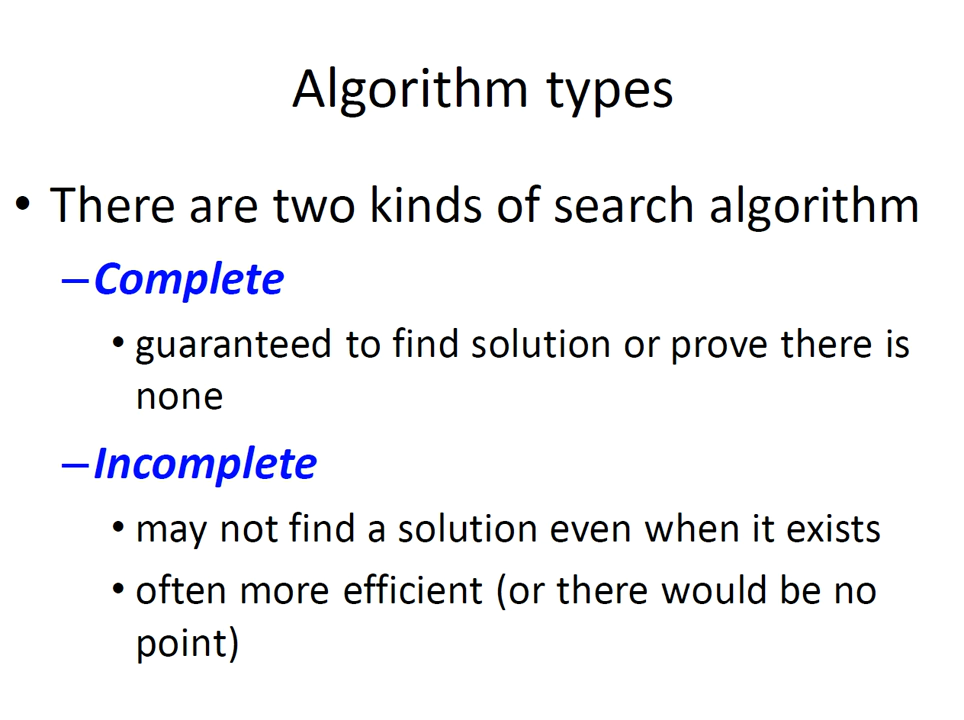 Algorithm types
• There are two kinds of search algorithm
–Complete
• guaranteed to find solution or prove there is
none
–Incomplete
• may not find a solution even when it exists
• often more efficient (or there would be no
point)